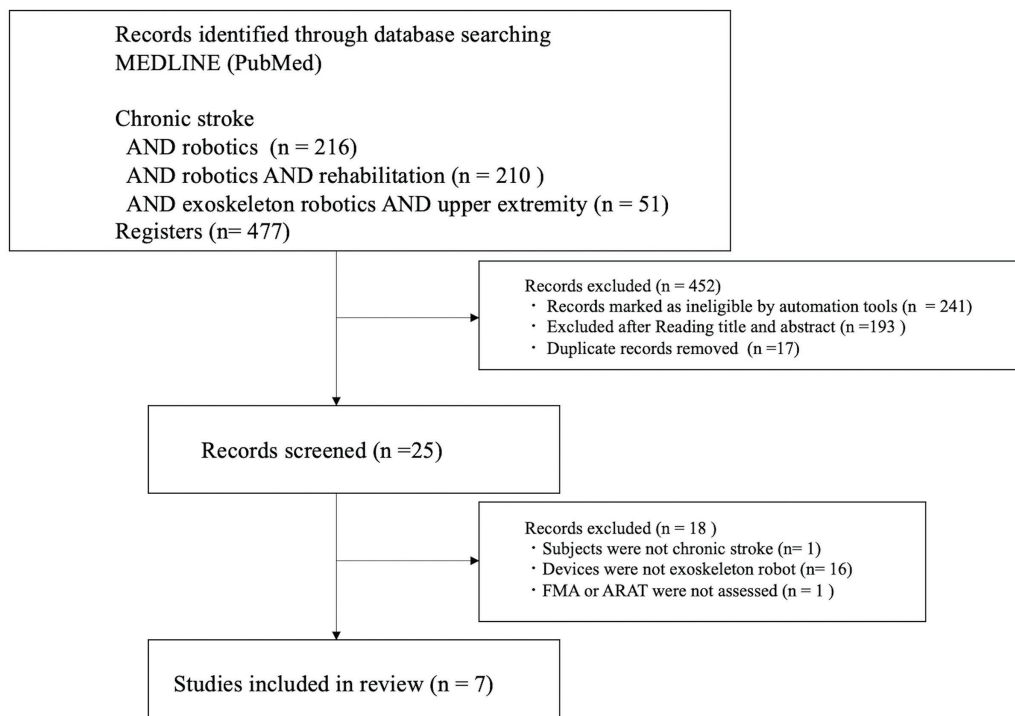 Records identified through database searching
MEDLINE (PubMed)
Chronic stroke
AND robotics (n = 216)
AND robotics AND rehabilitation (n = 210 )
AND exoskeleton robotics AND upper extremity (n = 51)
Registers (n= 477)
Records excluded (n = 452)
・Records marked as ineligible by automation tools (n = 241)
・Excluded after Reading title and abstract (n =193 )
・Duplicate records removed (n =17)
Records screened (n =25)
Records excluded (n = 18 )
・Subjects were not chronic stroke (n= 1)
・Devices were not exoskeleton robot (n= 16)
・FMA or ARAT were not assessed (n = 1 )
Studies included in review (n = 7)